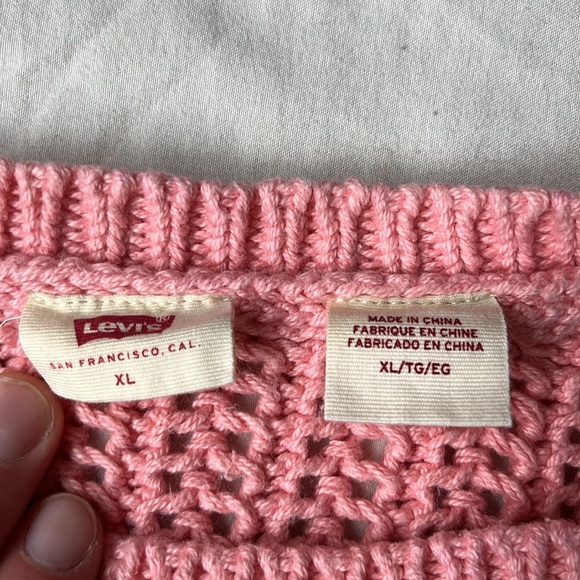 Levi's®
SAN FRANCISCO, CAL.
XL
MADE IN CHINA
FABRIQUE EN CHINE
FABRICADO EN CHINA
XL/TG/EG